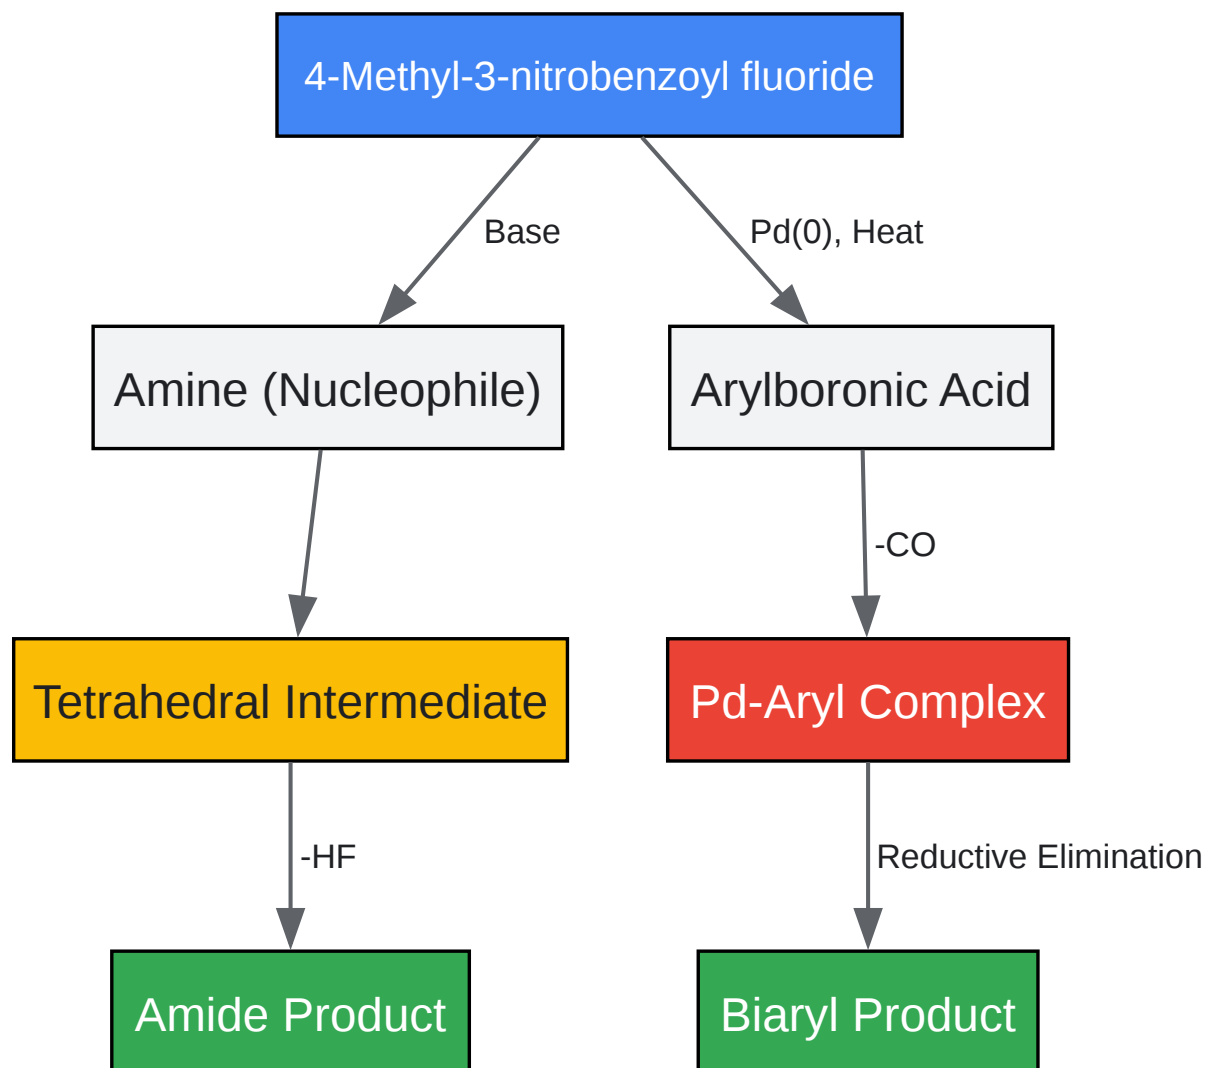 4-Methyl-3-nitrobenzoyl fluoride
Base
Pd(0), Heat
Amine (Nucleophile)
Arylboronic Acid
-CO
Tetrahedral Intermediate
Pd-Aryl Complex
-HF
Reductive Elimination
Amide Product
Biaryl Product